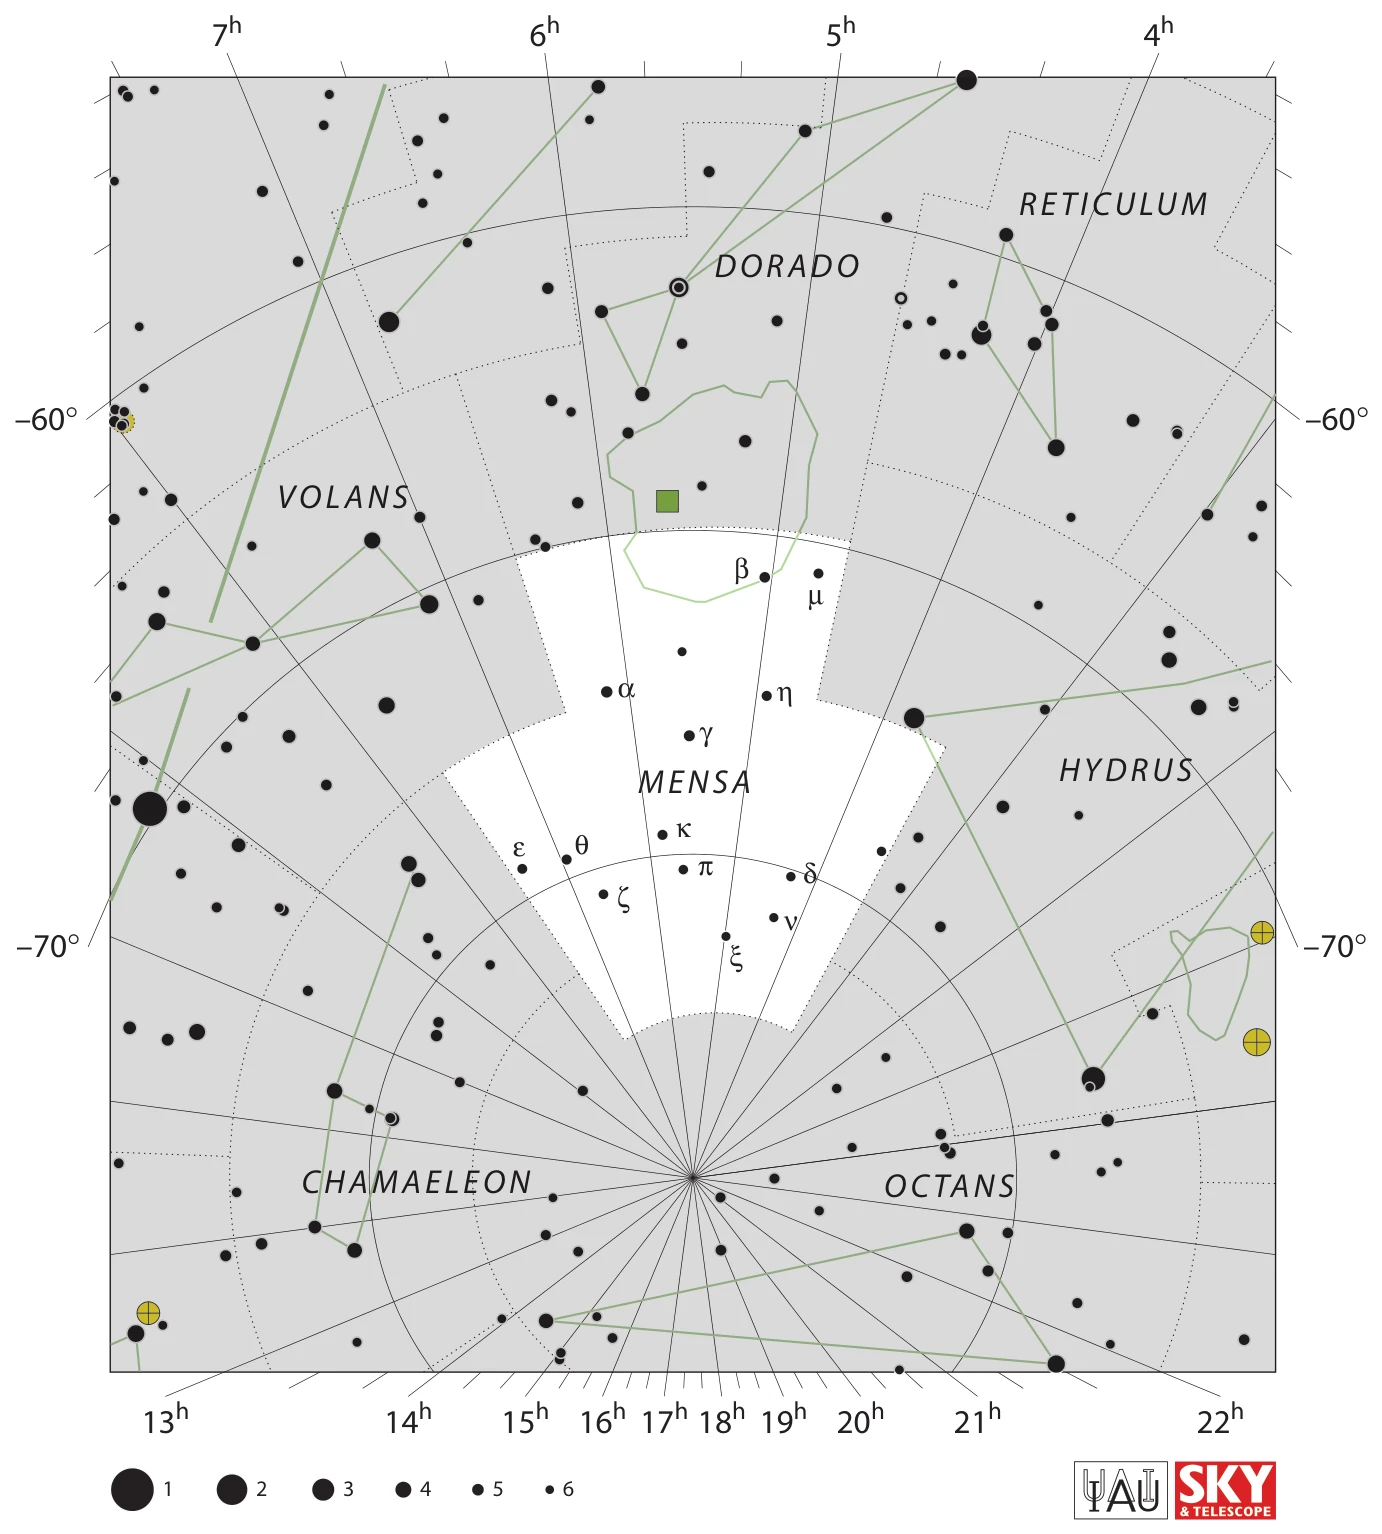 7h 6h 5h 4h
RETICULUM
DORADO
–60° –60°
VOLANS
β
μ
α η
γ
HYDRUS
MENSA
κ
ε θ
π δ
ζ
ν
–70° ξ –70°
CHAMAELEON OCTANS
13h 14h 15h 16h 17h 18h 19h 20h 21h 22h
1 2 3 4 5 6
IAU SKY
& TELESCOPE